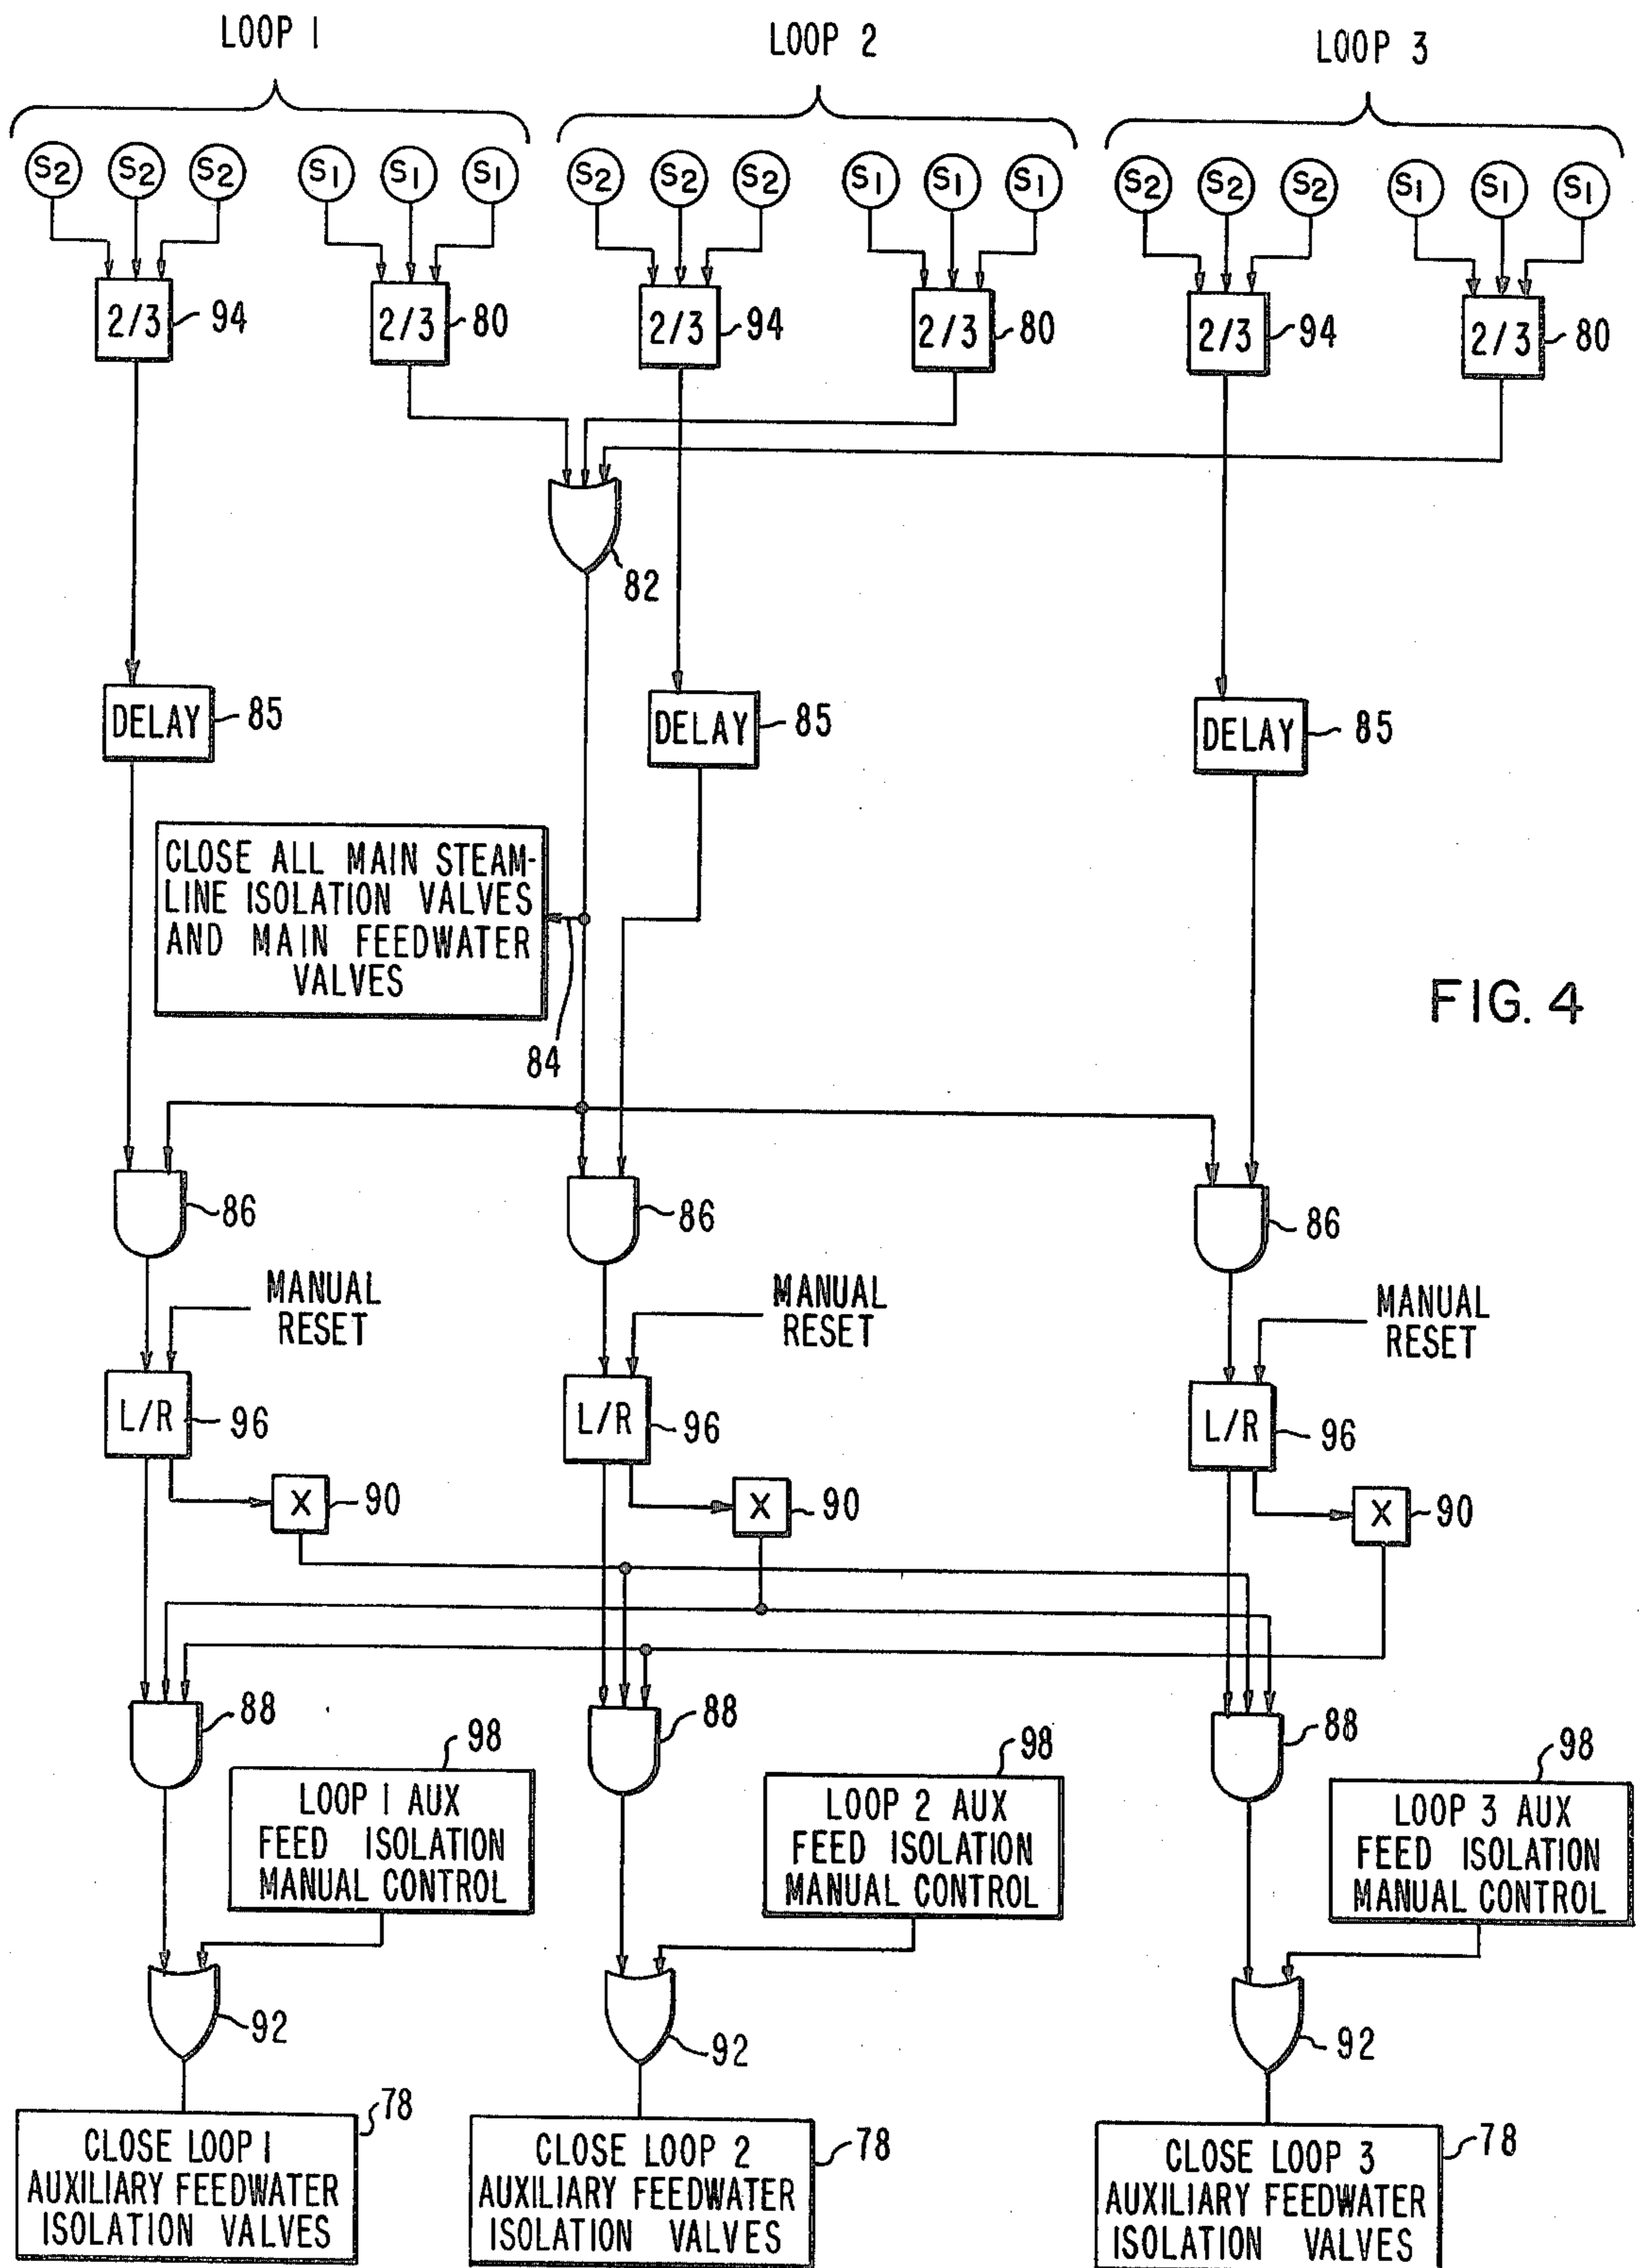 LOOP 1
LOOP 2
LOOP 3
S2 S2 S2 S1 S1 S1
S2 S2 S2 S1 S1 S1
S2 S2 S2 S1 S1 S1
2/3 94 2/3 80
2/3 94 2/3 80
2/3 94 2/3 80
82
DELAY 85
DELAY 85
DELAY 85
CLOSE ALL MAIN STEAM-
LINE ISOLATION VALVES
AND MAIN FEEDWATER
VALVES
84
FIG. 4
86
86
86
MANUAL
RESET
MANUAL
RESET
MANUAL
RESET
L/R 96
L/R 96
L/R 96
X 90
X 90
X 90
88
88
88
98
LOOP 1 AUX
FEED ISOLATION
MANUAL CONTROL
98
LOOP 2 AUX
FEED ISOLATION
MANUAL CONTROL
98
LOOP 3 AUX
FEED ISOLATION
MANUAL CONTROL
92
92
92
78
CLOSE LOOP 1
AUXILIARY FEEDWATER
ISOLATION VALVES
78
CLOSE LOOP 2
AUXILIARY FEEDWATER
ISOLATION VALVES
78
CLOSE LOOP 3
AUXILIARY FEEDWATER
ISOLATION VALVES